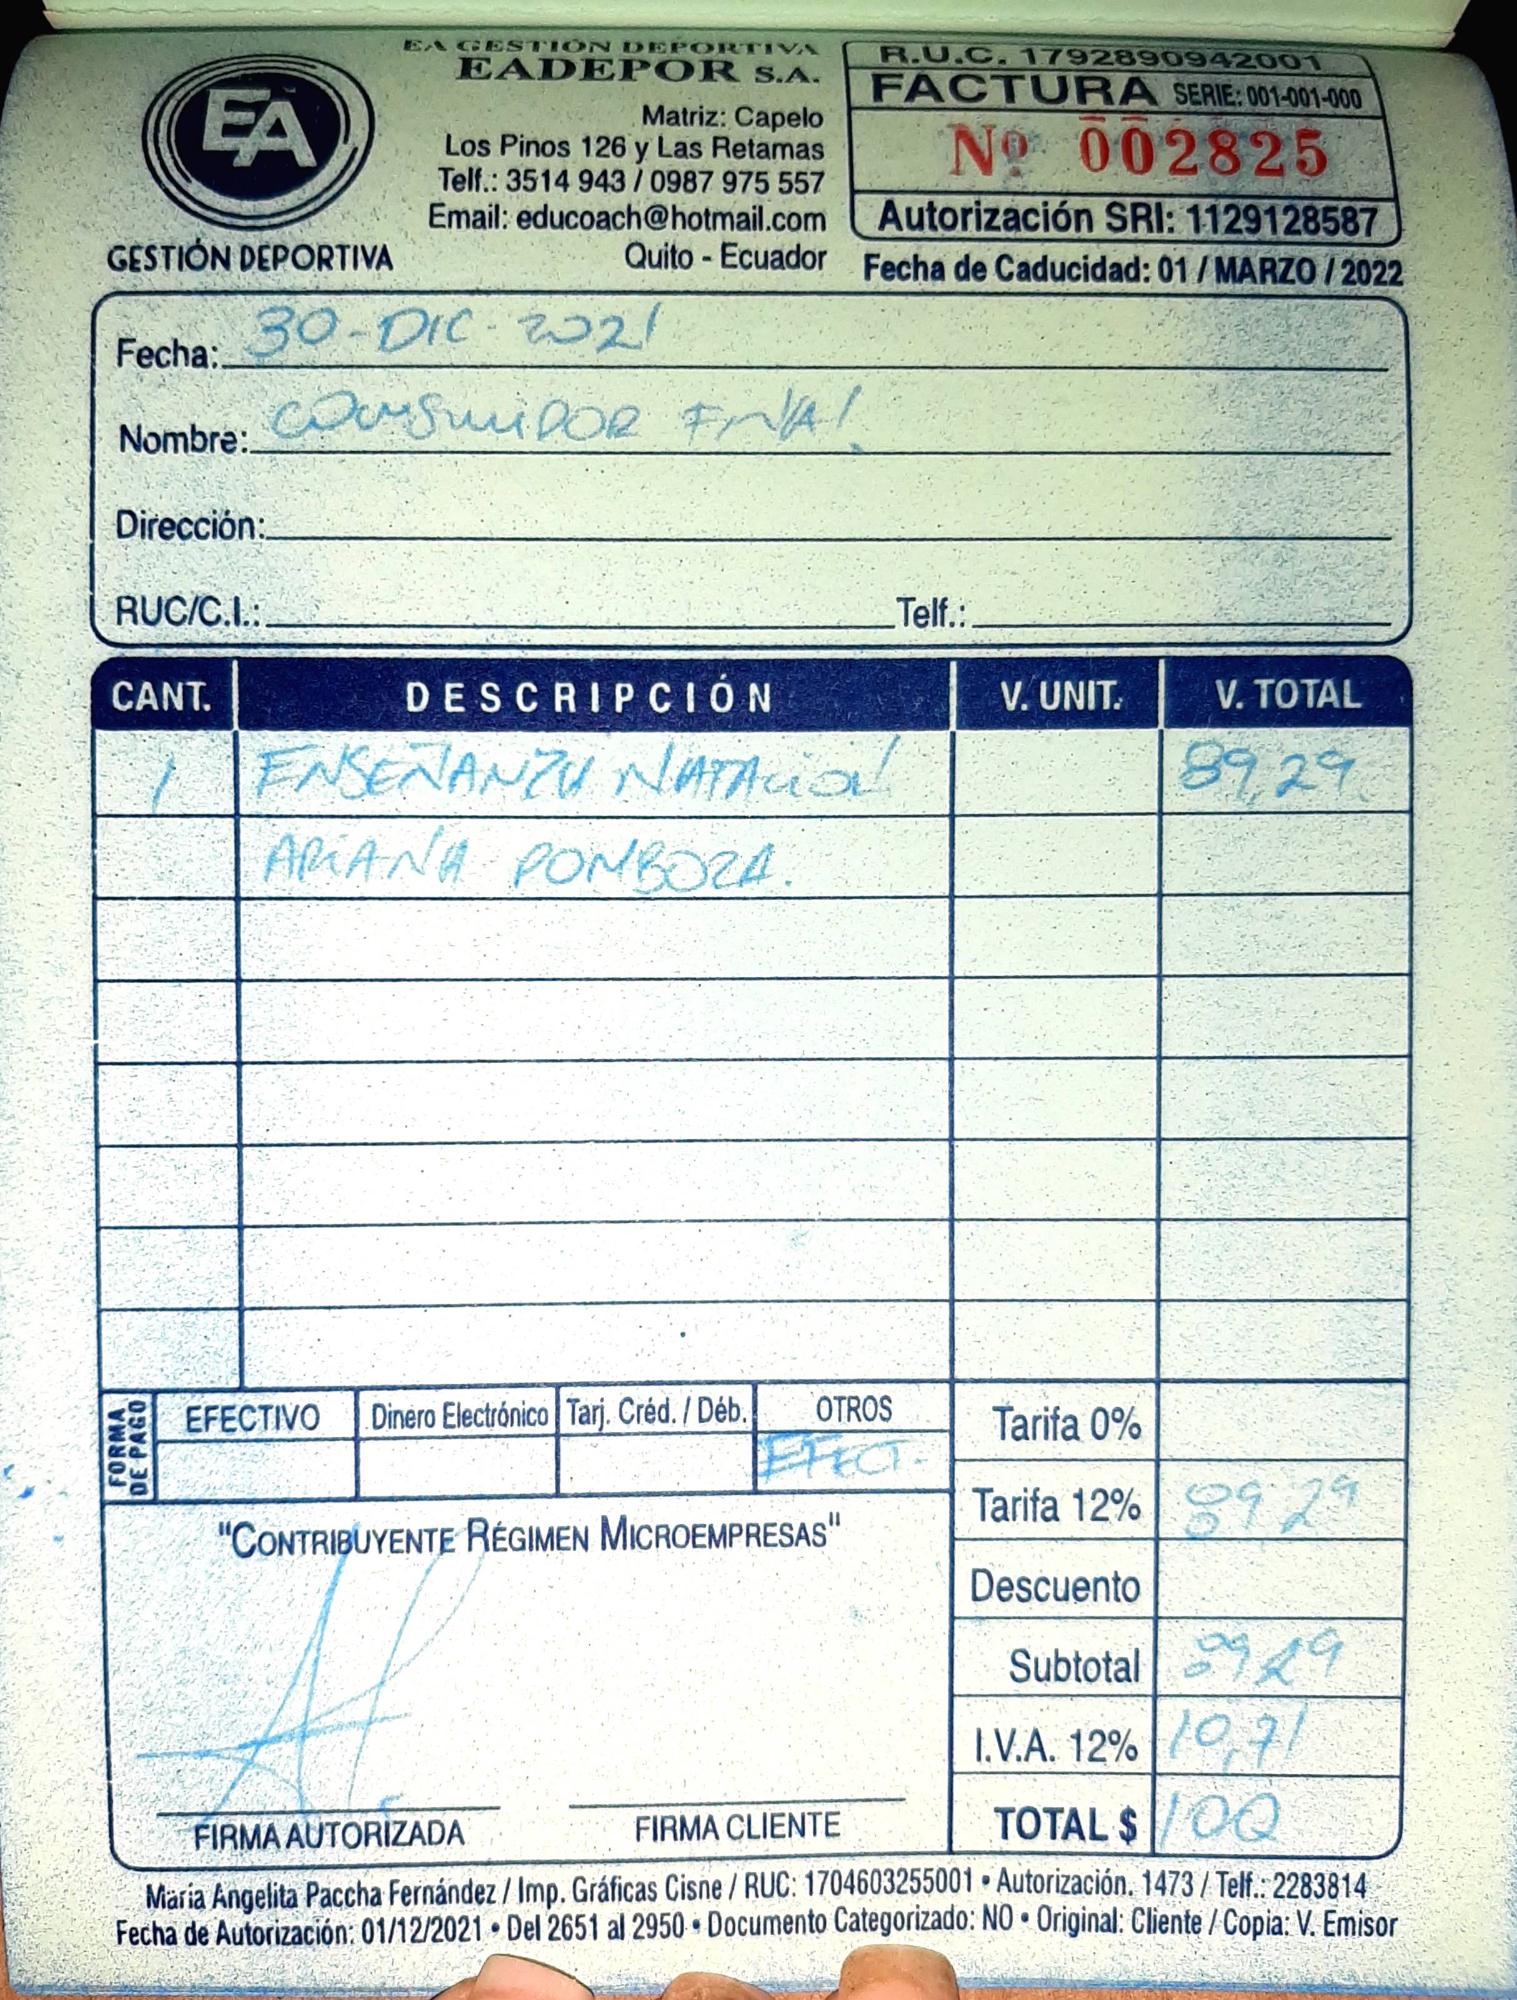 EA GESTIÓN DEPORTIVA
EADEPOR S.A.
EA
GESTIÓN DEPORTIVA
Matriz: Capelo
Los Pinos 126 y Las Retamas
Telf.: 3514 943 / 0987 975 557
Email: educoach@hotmail.com
Quito - Ecuador
R.U.C. 1792890942001
FACTURA SERIE: 001-001-000
Nº 002825
Autorización SRI: 1129128587
Fecha de Caducidad: 01 / MARZO / 2022
Fecha: 30-DIC-2021
Nombre: CONSUMIDOR FINAL
Dirección:
RUC/C.I.: Telf.:
CANT. DESCRIPCIÓN V. UNIT. V. TOTAL
1 ENSEÑANZA NATACION 89,29
ARIANA POMBOZA.
FORMA DE PAGO
EFECTIVO Dinero Electrónico Tarj. Créd. / Déb. OTROS
EFECT.
Tarifa 0%
Tarifa 12% 89 29
Descuento
Subtotal 89 29
I.V.A. 12% 10,71
TOTAL $ 100
"CONTRIBUYENTE RÉGIMEN MICROEMPRESAS"
FIRMA AUTORIZADA FIRMA CLIENTE
María Angelita Paccha Fernández / Imp. Gráficas Cisne / RUC: 1704603255001 • Autorización. 1473 / Telf.: 2283814
Fecha de Autorización: 01/12/2021 • Del 2651 al 2950 • Documento Categorizado: NO • Original: Cliente / Copia: V. Emisor